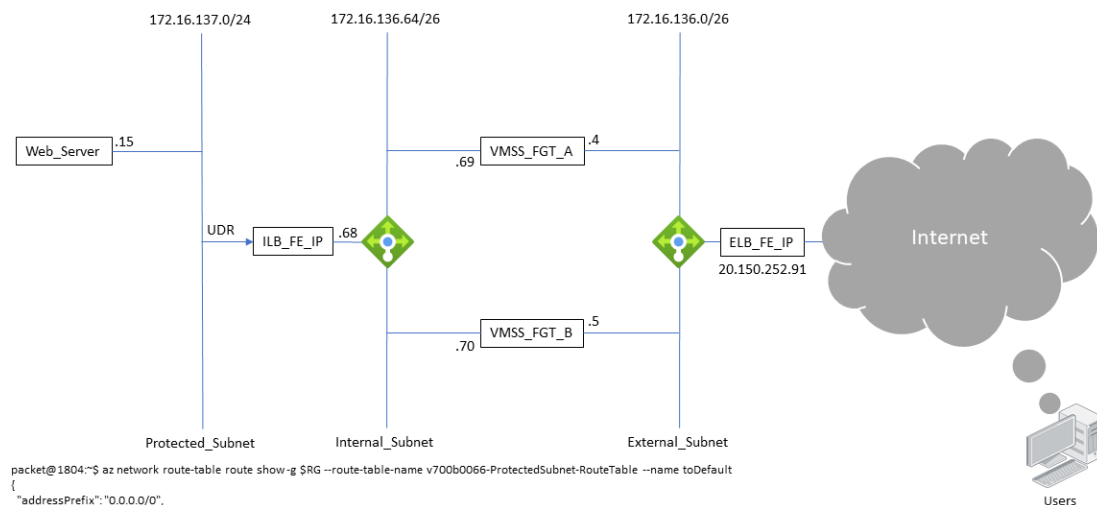 172.16.137.0/24
172.16.136.64/26
172.16.136.0/26
Web_Server
.15
VMSS_FGT_A
.4
.69
UDR
ILB_FE_IP
.68
ELB_FE_IP
20.150.252.91
Internet
VMSS_FGT_B
.5
.70
Protected_Subnet
Internal_Subnet
External_Subnet
packet@1804:~$ az network route-table route show -g $RG --route-table-name v700b0066-ProtectedSubnet-RouteTable --name toDefault
{
"addressPrefix": "0.0.0.0/0",
Users